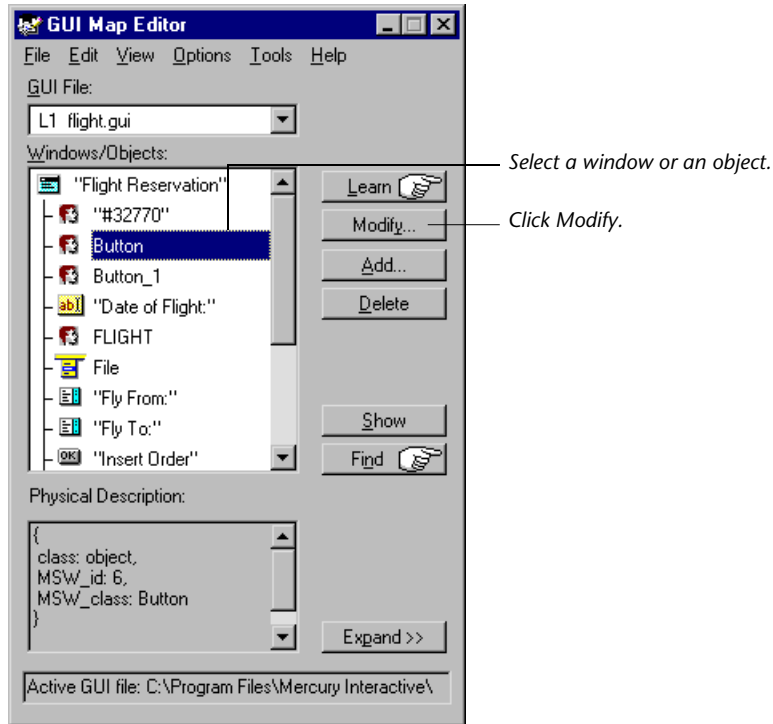 GUI Map Editor
File Edit View Options Tools Help
GUI File:
L1 flight.gui
Windows/Objects:
"Flight Reservation"
"#32770"
Button
Button_1
"Date of Flight:"
FLIGHT
File
"Fly From:"
"Fly To:"
"Insert Order"
Learn
Modify...
Add...
Delete
Show
Find
Select a window or an object.
Click Modify.
Physical Description:
{
class: object,
MSW_id: 6,
MSW_class: Button
}
Expand >>
Active GUI file: C:\Program Files\Mercury Interactive\